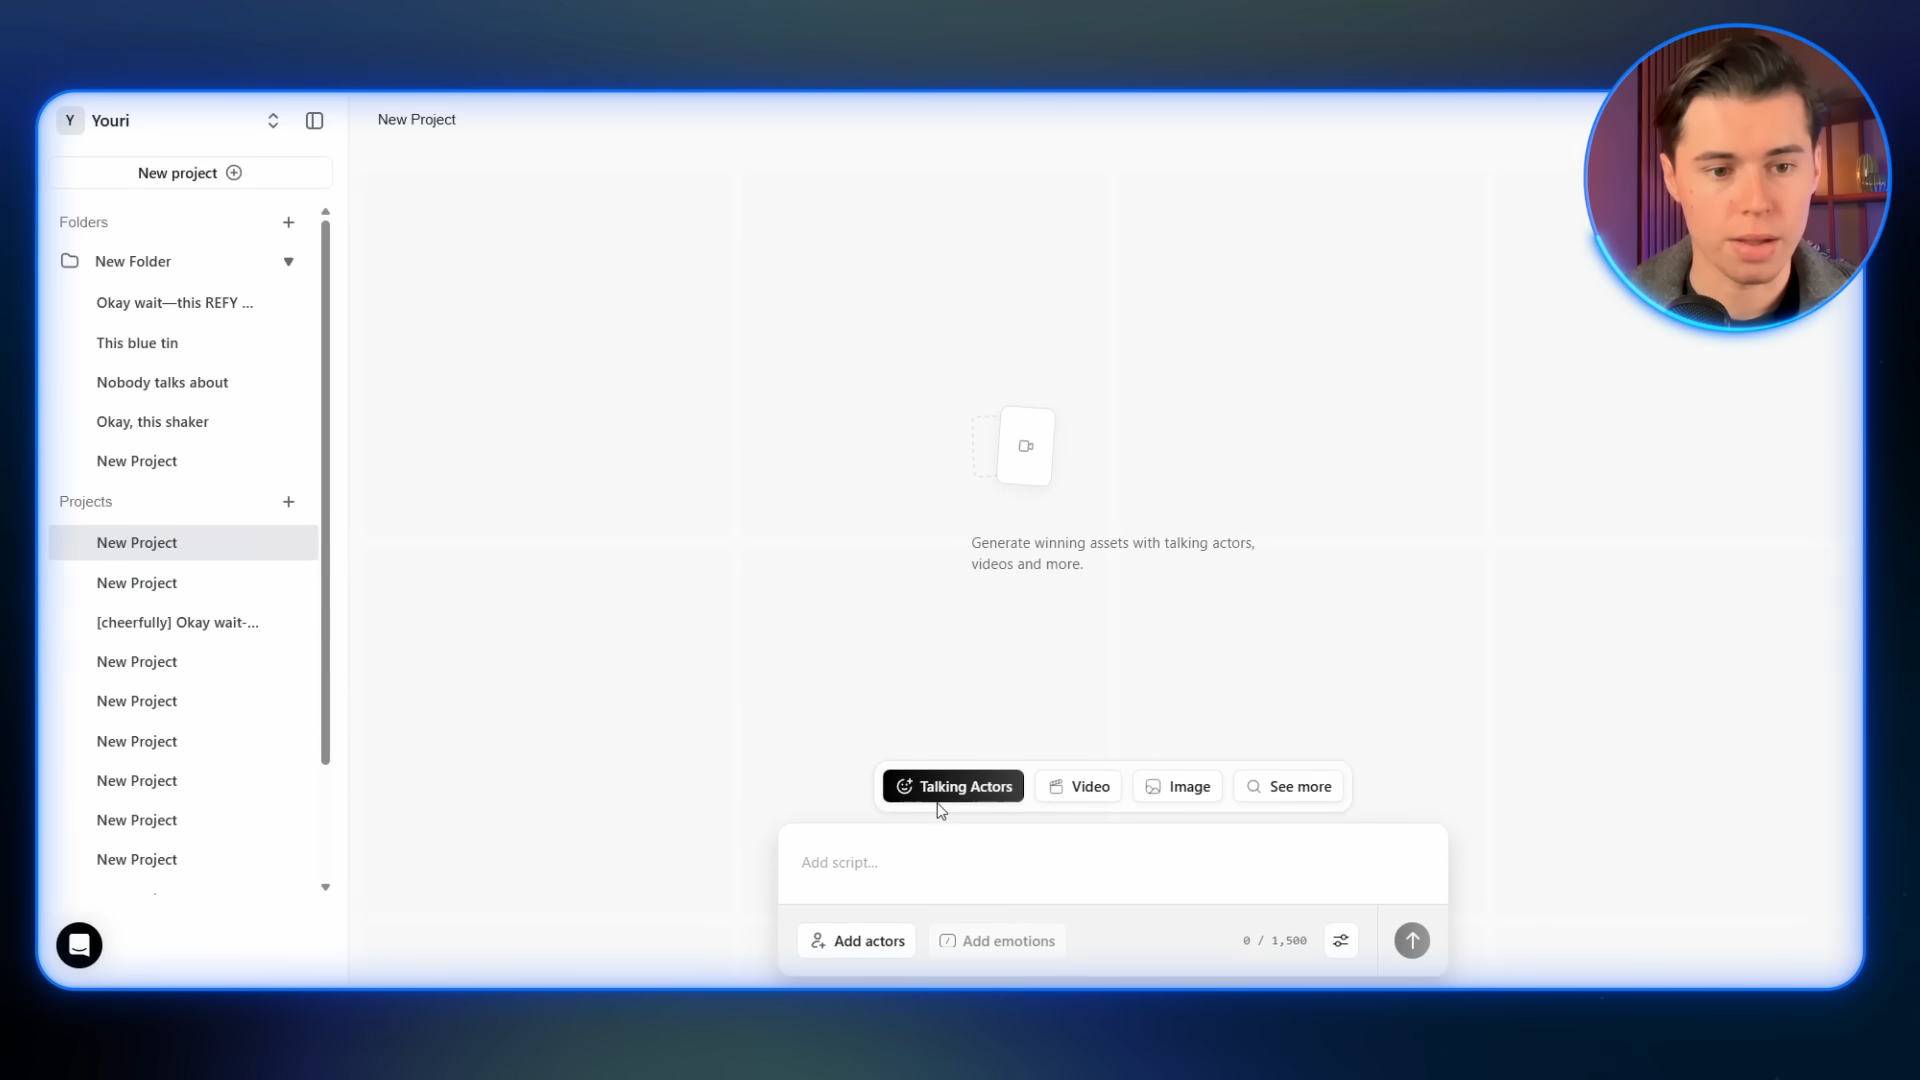 Y Youri
New project
Folders
New Folder
Okay wait—this REFY ...
This blue tin
Nobody talks about
Okay, this shaker
New Project
Projects
New Project
New Project
[cheerfully] Okay wait-...
New Project
New Project
New Project
New Project
New Project
New Project
New Project
Generate winning assets with talking actors,
videos and more.
Talking Actors Video Image See more
Add script...
Add actors Add emotions 0 / 1,500